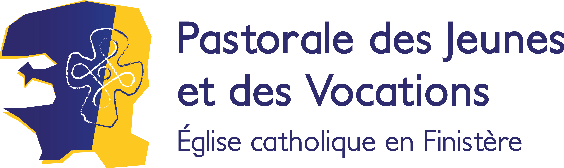 Pastorale des Jeunes
et des Vocations
Église catholique en Finistère